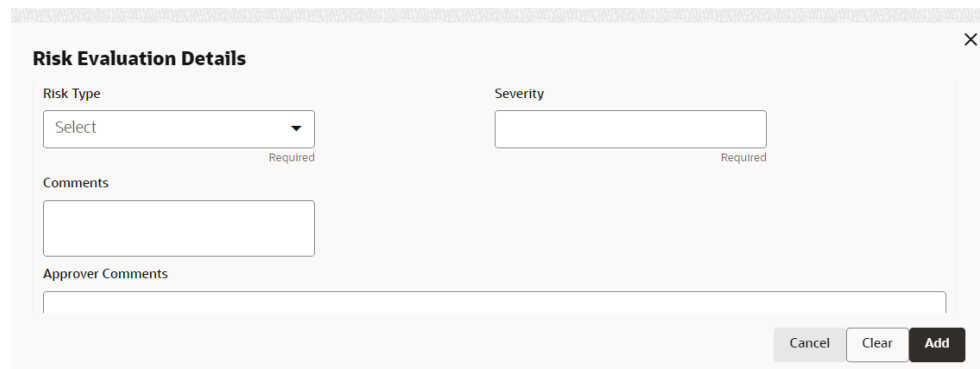 Risk Evaluation Details
Risk Type Severity
Select
Required Required
Comments
Approver Comments
Cancel Clear Add